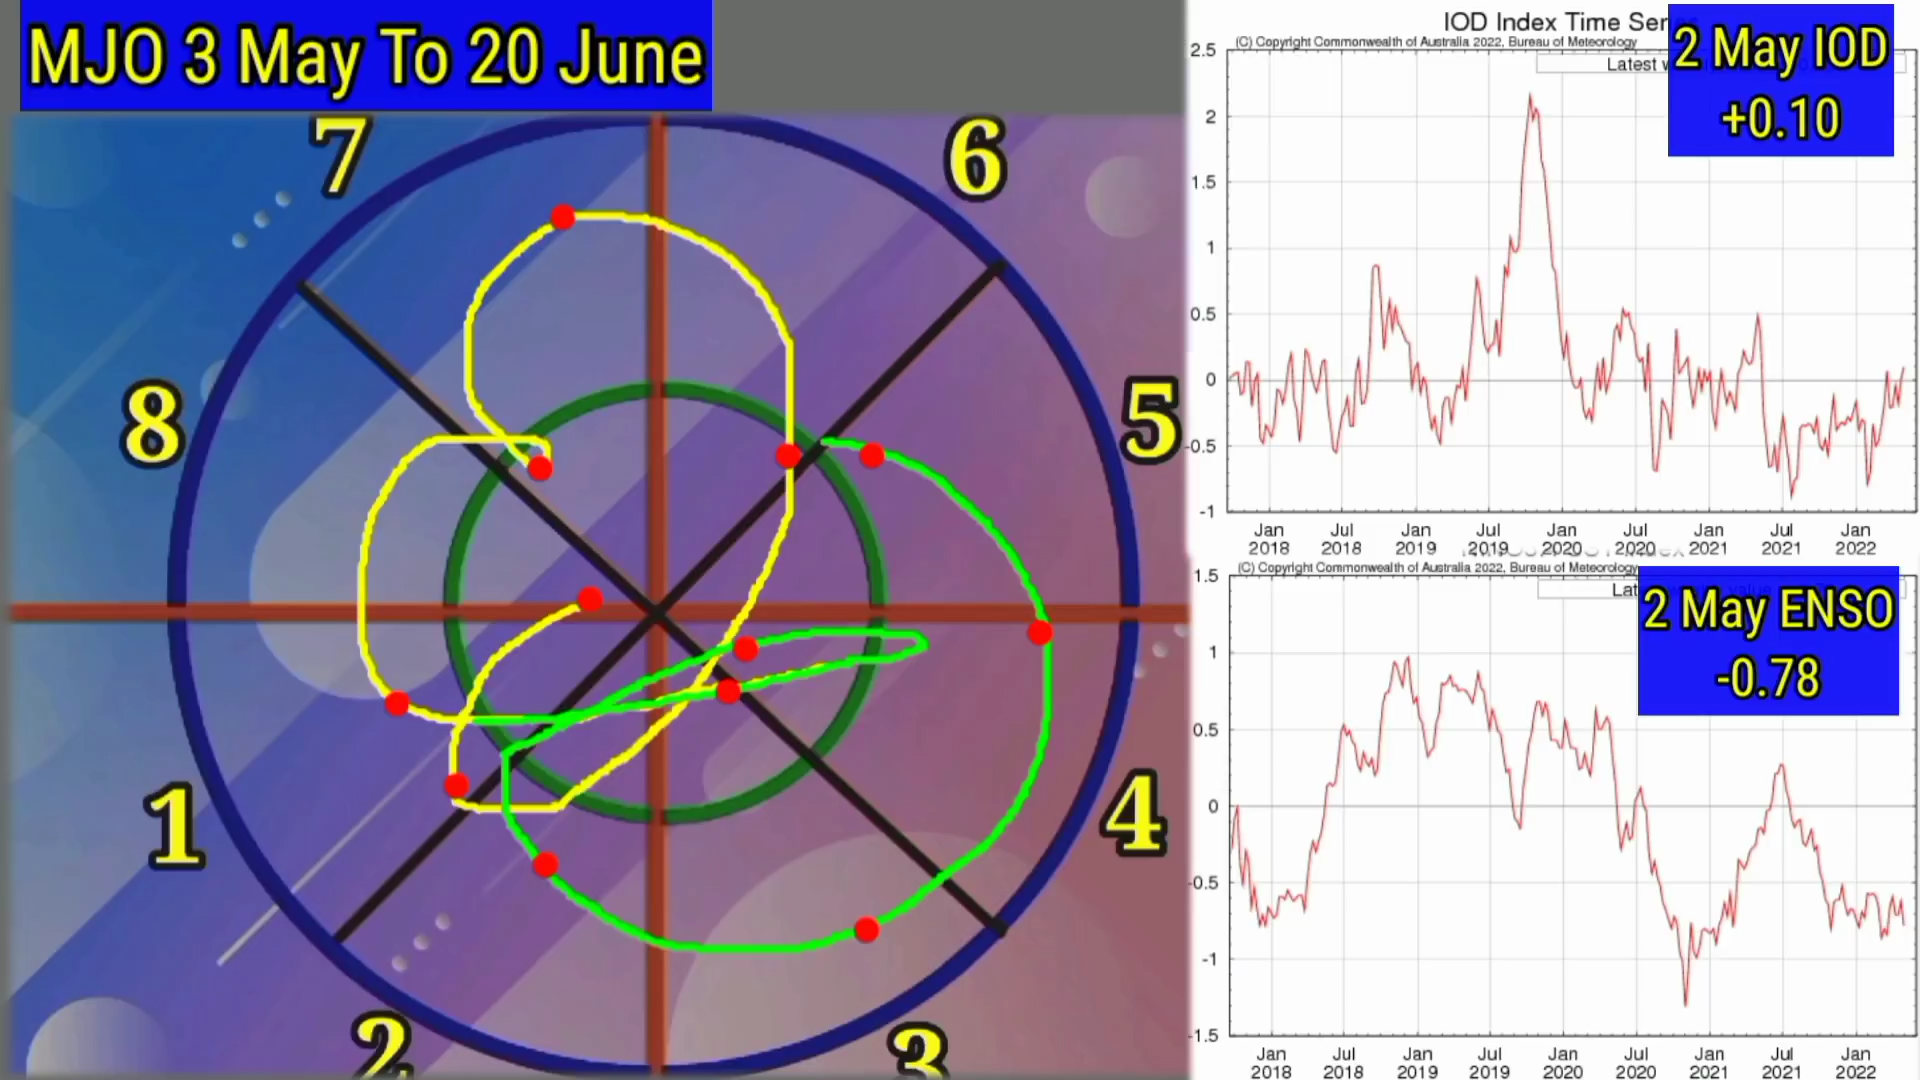 MJO 3 May To 20 June
7
6
8
5
1
4
2
3
IOD Index Time Ser
(C) Copyright Commonwealth of Australia 2022, Bureau of Meteorology
Latest
2 May IOD
+0.10
2.5
2
1.5
1
0.5
0
-0.5
-1
Jan Jul Jan Jul Jan Jul Jan Jul Jan
2018 2018 2019 2019 2020 2020 2021 2021 2022
(C) Copyright Commonwealth of Australia 2022, Bureau of Meteorology
2 May ENSO
-0.78
1.5
1
0.5
0
-0.5
-1
-1.5
Jan Jul Jan Jul Jan Jul Jan Jul Jan
2018 2018 2019 2019 2020 2020 2021 2021 2022